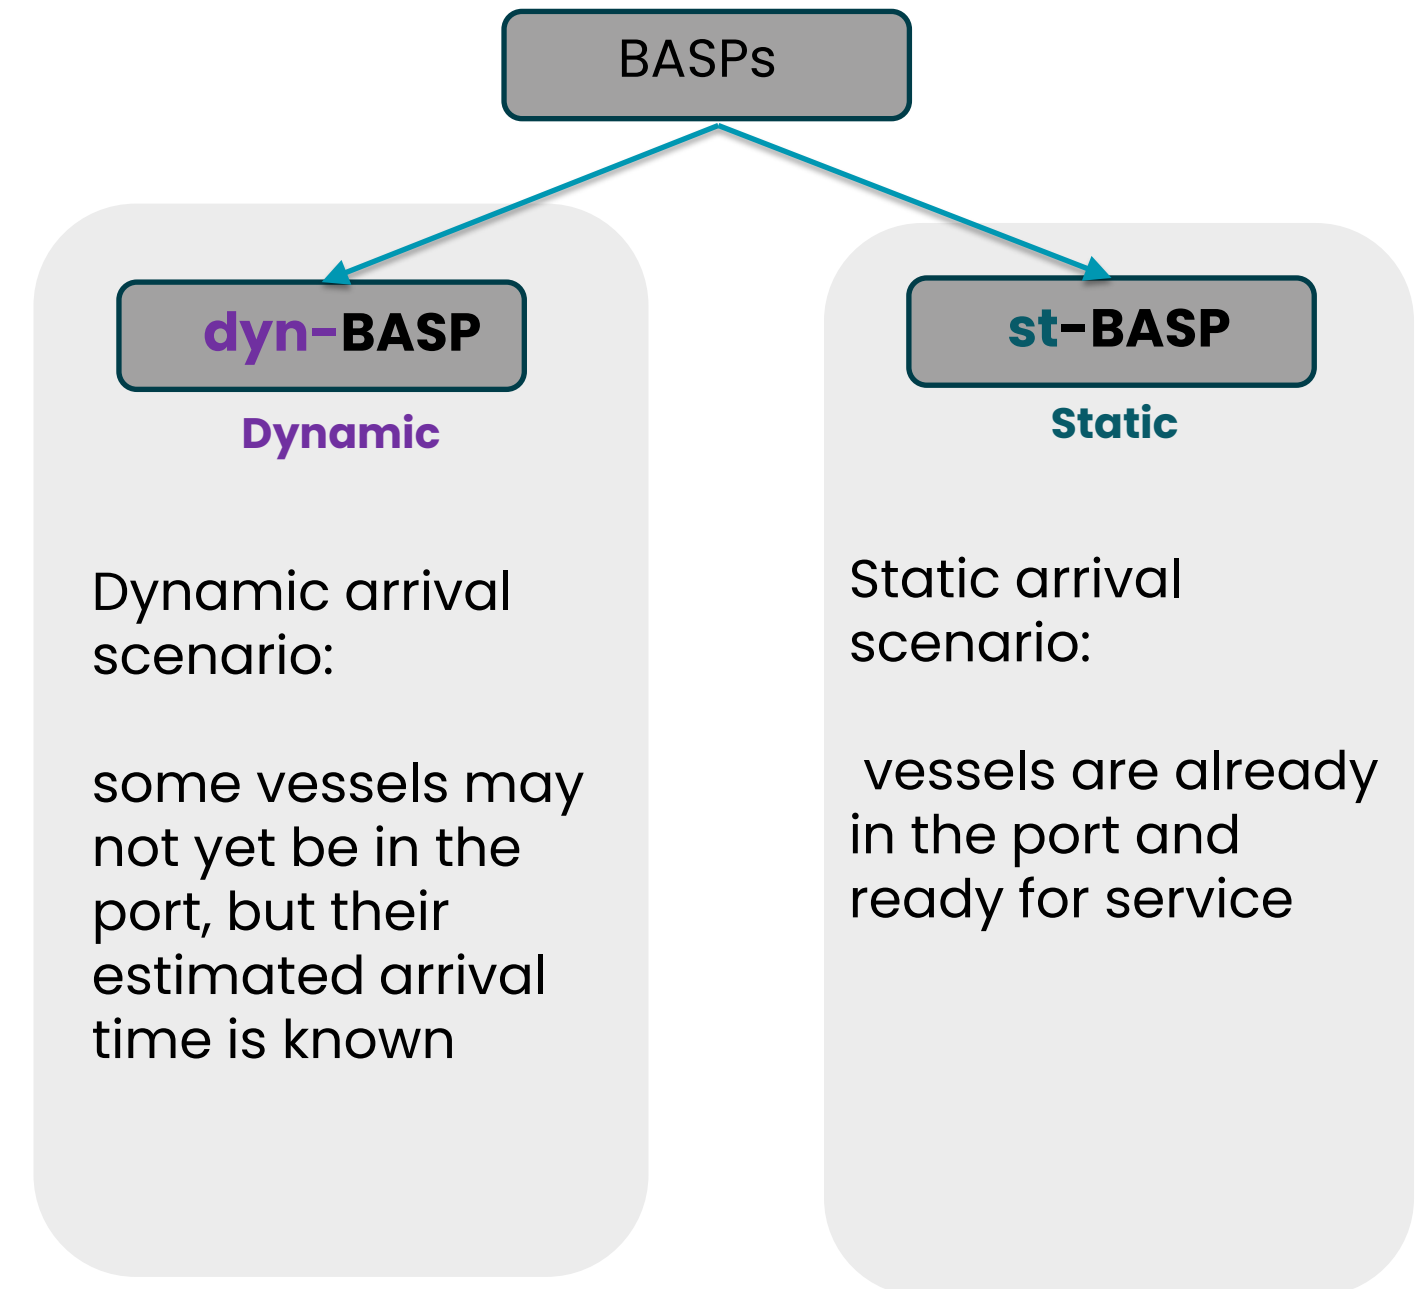 BASPs
dyn-BASP
Dynamic
Dynamic arrival
scenario:
some vessels may
not yet be in the
port, but their
estimated arrival
time is known
st-BASP
Static
Static arrival
scenario:
vessels are already
in the port and
ready for service